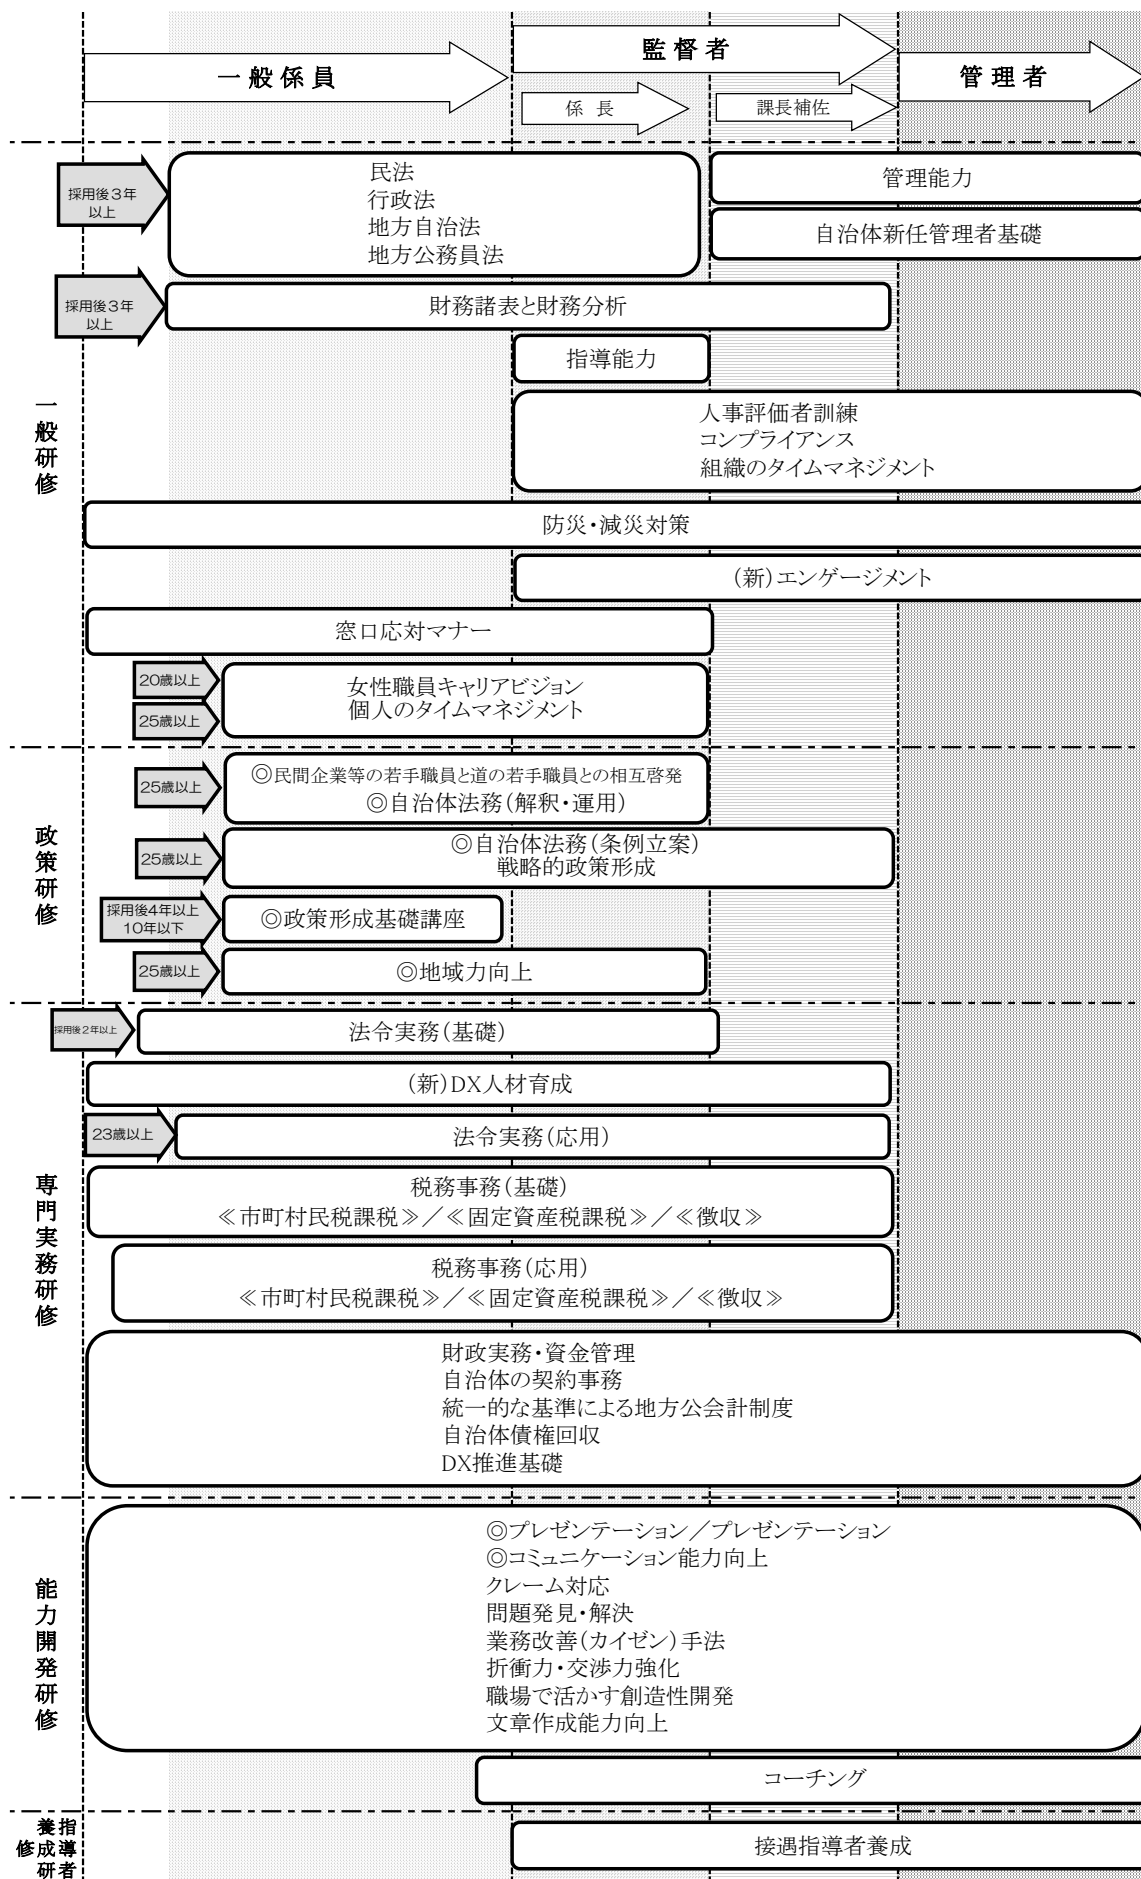 一般係員
監督者
管理者
係 長
課長補佐
一般研修
採用後３年
以上
民法
行政法
地方自治法
地方公務員法
管理能力
自治体新任管理者基礎
採用後３年
以上
財務諸表と財務分析
指導能力
人事評価者訓練
コンプライアンス
組織のタイムマネジメント
防災・減災対策
(新)エンゲージメント
窓口応対マナー
20歳以上
25歳以上
女性職員キャリアビジョン
個人のタイムマネジメント
政策研修
25歳以上
◎民間企業等の若手職員と道の若手職員との相互啓発
◎自治体法務(解釈・運用)
25歳以上
◎自治体法務(条例立案)
戦略的政策形成
採用後4年以上
10年以下
◎政策形成基礎講座
25歳以上
◎地域力向上
専門実務研修
採用後２年以上
法令実務(基礎)
(新)DX人材育成
23歳以上
法令実務(応用)
税務事務(基礎)
≪市町村民税課税≫／≪固定資産税課税≫／≪徴収≫
税務事務(応用)
≪市町村民税課税≫／≪固定資産税課税≫／≪徴収≫
財政実務・資金管理
自治体の契約事務
統一的な基準による地方公会計制度
自治体債権回収
DX推進基礎
能力開発研修
◎プレゼンテーション／プレゼンテーション
◎コミュニケーション能力向上
クレーム対応
問題発見・解決
業務改善(カイゼン)手法
折衝力・交渉力強化
職場で活かす創造性開発
文章作成能力向上
コーチング
指導者
養成研
修
接遇指導者養成